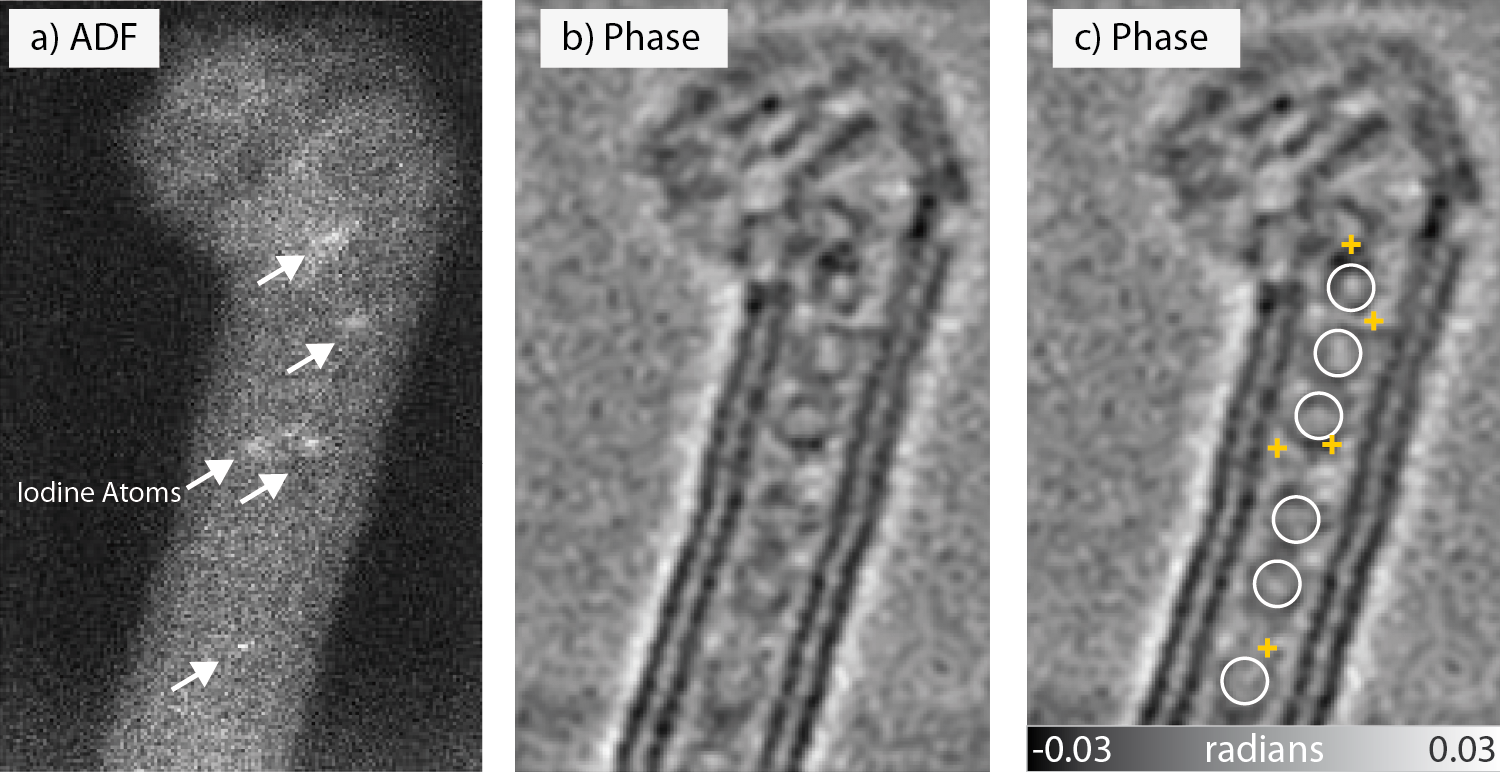 a) ADF
b) Phase
c) Phase
Iodine Atoms
-0.03 radians 0.03